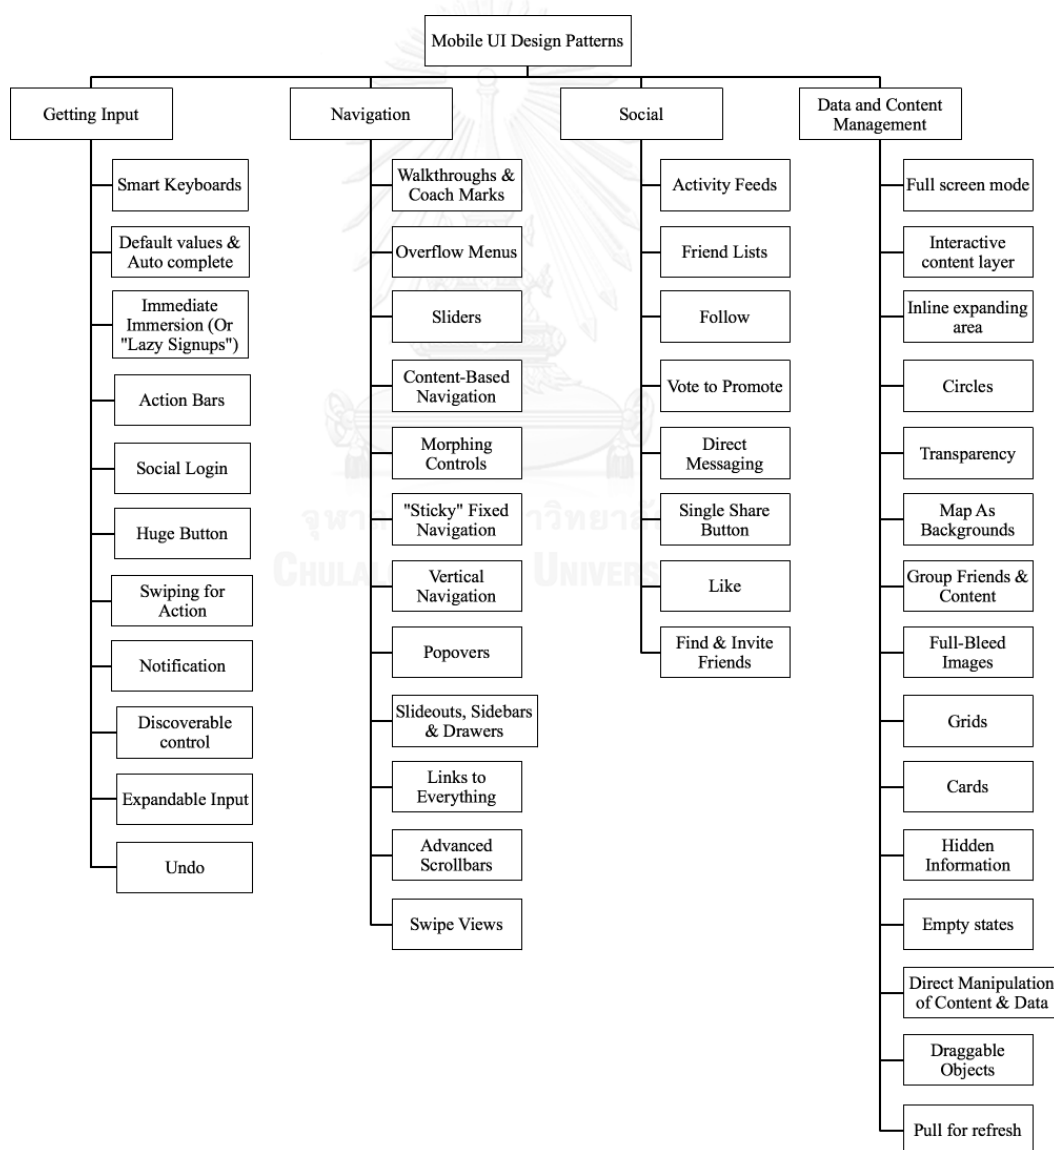 Mobile UI Design Patterns
Getting Input
Smart Keyboards
Default values &
Auto complete
Immediate
Immersion (Or
"Lazy Signups")
Action Bars
Social Login
Huge Button
Swiping for
Action
Notification
Discoverable
control
Expandable Input
Undo
Navigation
Walkthroughs &
Coach Marks
Overflow Menus
Sliders
Content-Based
Navigation
Morphing
Controls
"Sticky" Fixed
Navigation
Vertical
Navigation
Popovers
Slideouts, Sidebars
& Drawers
Links to
Everything
Advanced
Scrollbars
Swipe Views
Social
Activity Feeds
Friend Lists
Follow
Vote to Promote
Direct
Messaging
Single Share
Button
Like
Find & Invite
Friends
Data and Content
Management
Full screen mode
Interactive
content layer
Inline expanding
area
Circles
Transparency
Map As
Backgrounds
Group Friends &
Content
Full-Bleed
Images
Grids
Cards
Hidden
Information
Empty states
Direct Manipulation
of Content & Data
Draggable
Objects
Pull for refresh